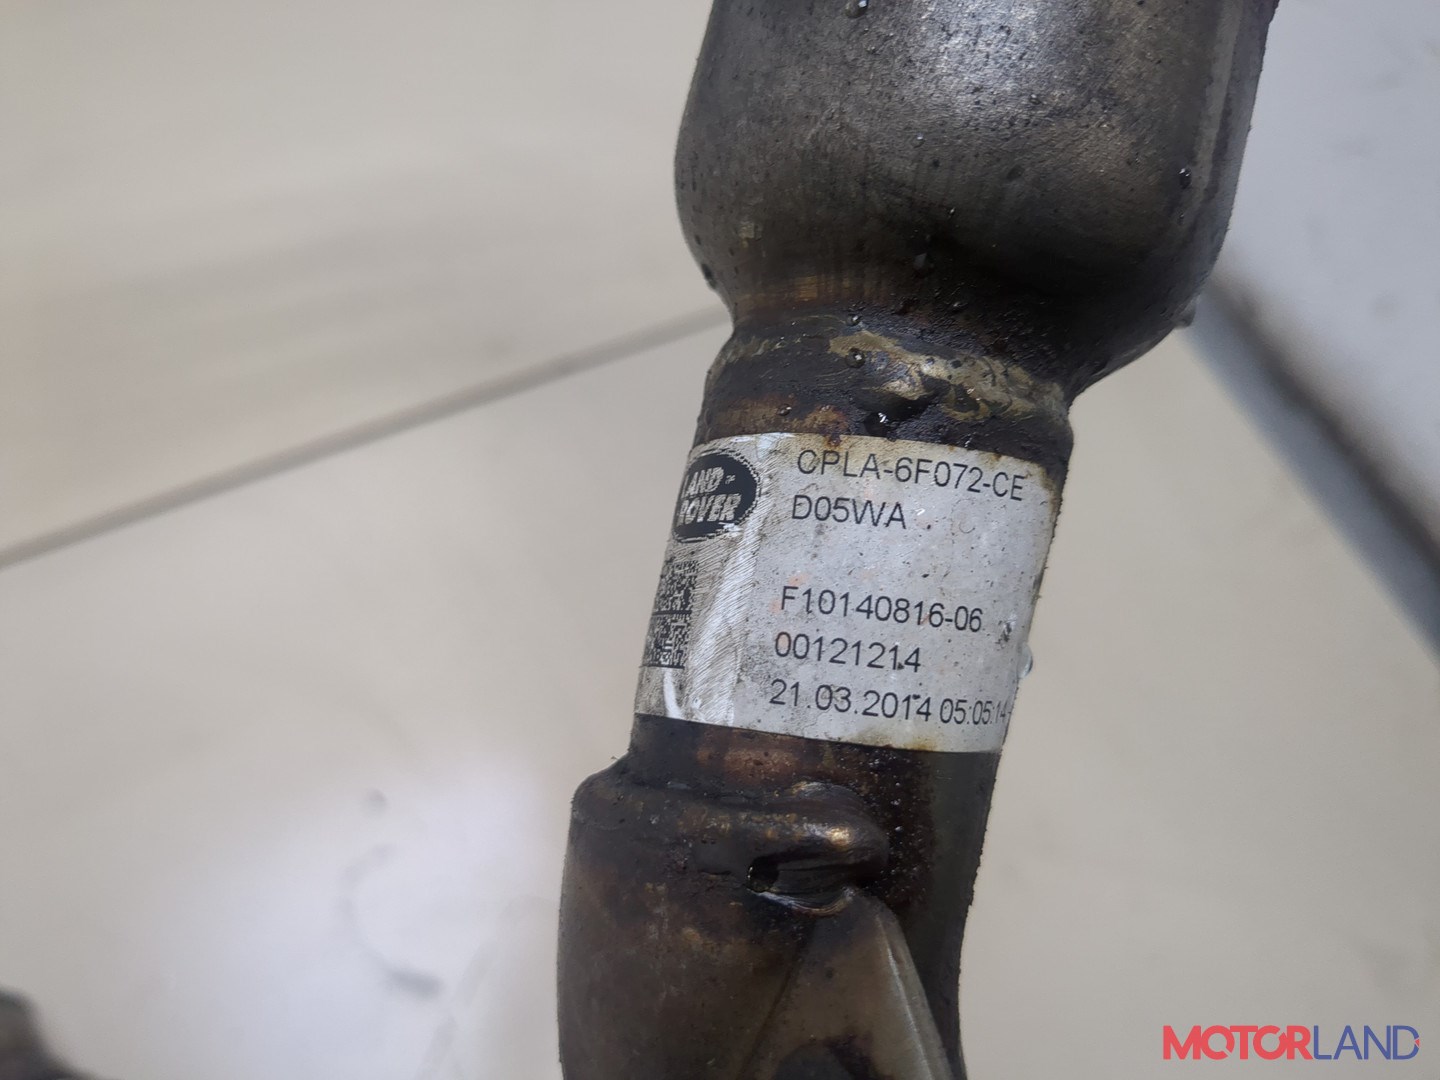 LAND
ROVER
CPLA-6F072-CE
D05WA
F10140816-06
00121214
21.03.2014 05:05:14
MOTORLAND